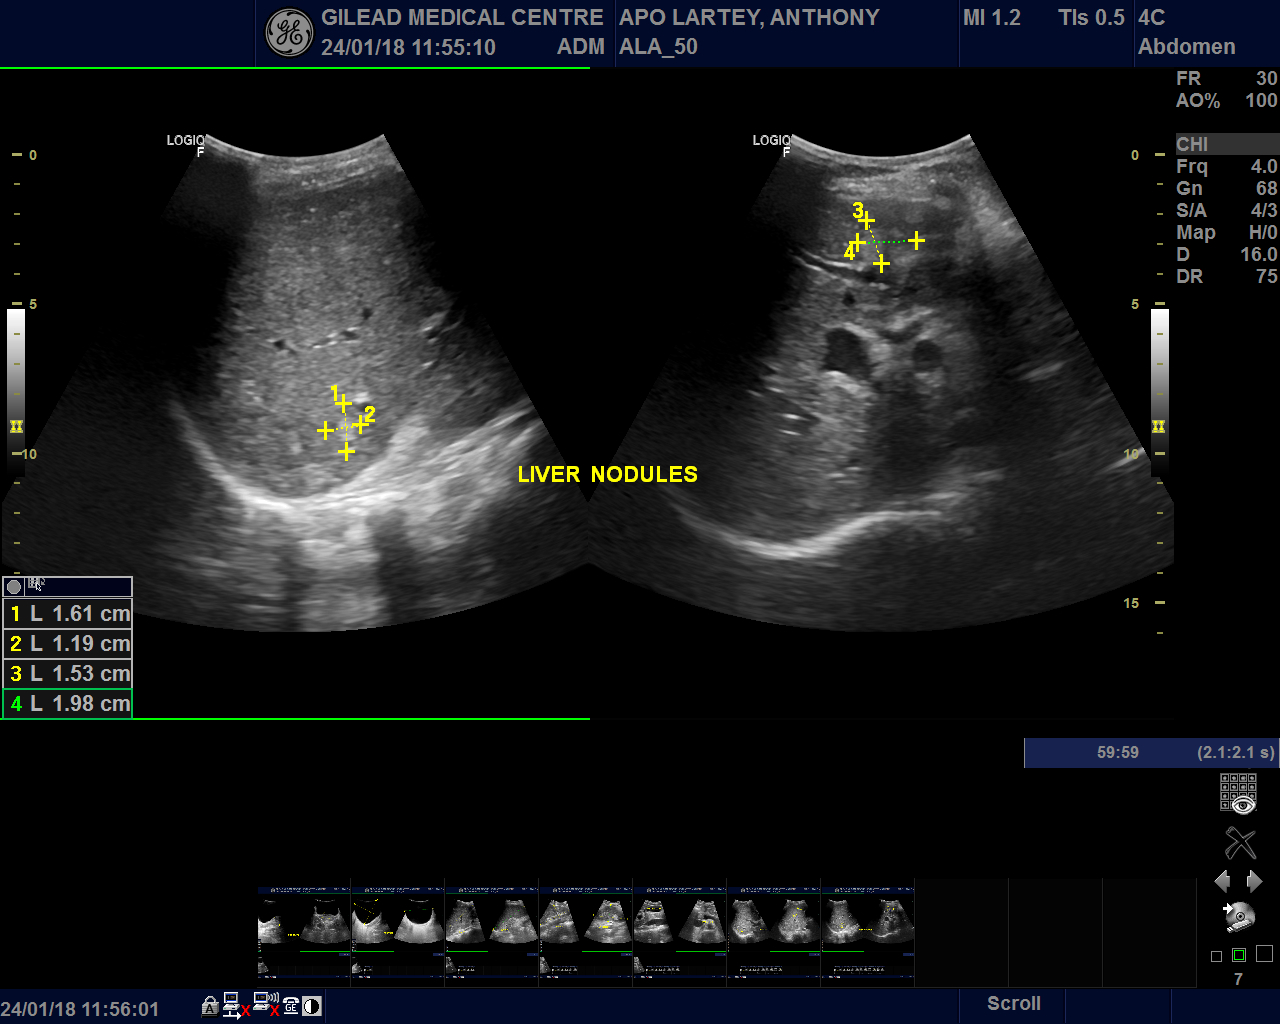 GILEAD MEDICAL CENTRE
24/01/18 11:55:10 ADM
APO LARTEY, ANTHONY
ALA_50
MI 1.2 TIs 0.5
4C
Abdomen
FR 30
AO% 100
CHI
Frq 4.0
Gn 68
S/A 4/3
Map H/0
D 16.0
DR 75
LOGIQ
F
LOGIQ
F
0
5
10
0
5
10
15
1
2
3
4
LIVER NODULES
1 L 1.61 cm
2 L 1.19 cm
3 L 1.53 cm
4 L 1.98 cm
59:59 (2.1:2.1 s)
7
24/01/18 11:56:01
Scroll